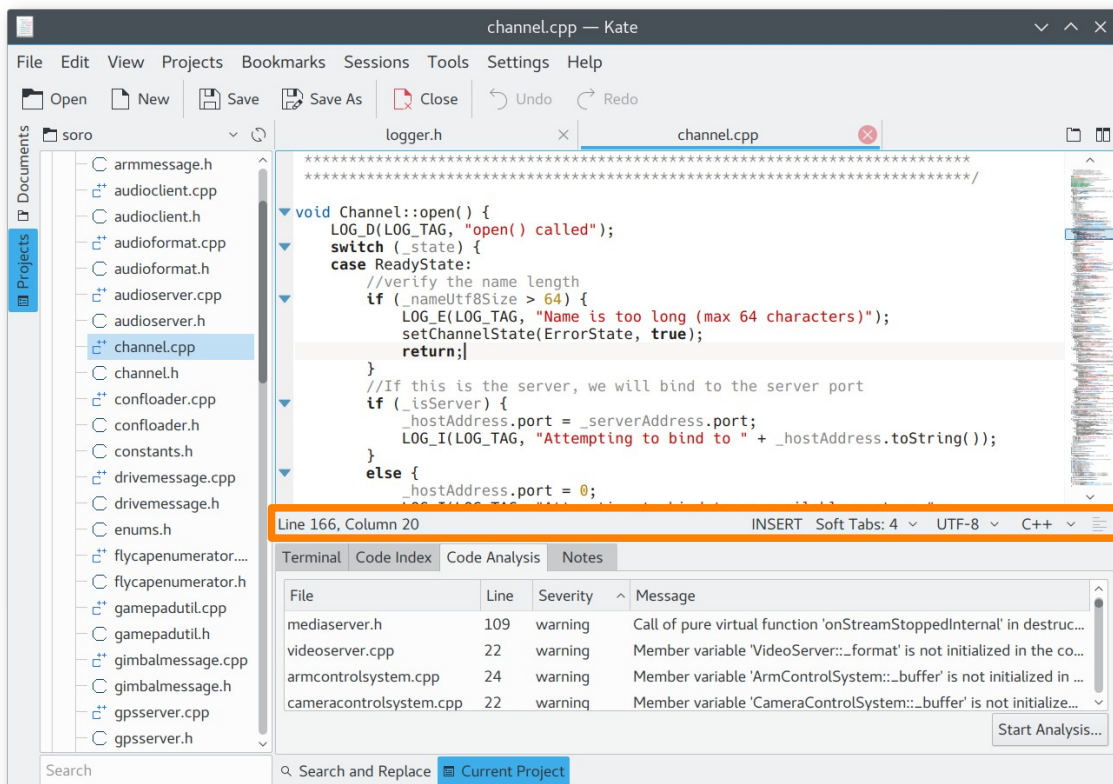 channel.cpp — Kate
File Edit View Projects Bookmarks Sessions Tools Settings Help
Open New Save Save As Close Undo Redo
Documents
Projects
soro
armmessage.h
audioclient.cpp
audioclient.h
audioformat.cpp
audioformat.h
audioserver.cpp
audioserver.h
channel.cpp
channel.h
confloader.cpp
confloader.h
constants.h
drivemessage.cpp
drivemessage.h
enums.h
flycapenumerator....
flycapenumerator.h
gamepadutil.cpp
gamepadutil.h
gimbalmessage.cpp
gimbalmessage.h
gpsserver.cpp
gpsserver.h
Search
logger.h channel.cpp
***************************************************************************
***************************************************************************/
void Channel::open() {
LOG_D(LOG_TAG, "open() called");
switch (_state) {
case ReadyState:
//verify the name length
if (_nameUtf8Size > 64) {
LOG_E(LOG_TAG, "Name is too long (max 64 characters)");
setChannelState(ErrorState, true);
return;
}
//If this is the server, we will bind to the server port
if (_isServer) {
_hostAddress.port = _serverAddress.port;
LOG_I(LOG_TAG, "Attempting to bind to " + _hostAddress.toString());
}
else {
_hostAddress.port = 0;
Line 166, Column 20 INSERT Soft Tabs: 4 UTF-8 C++
Terminal Code Index Code Analysis Notes
File Line Severity Message
mediaserver.h 109 warning Call of pure virtual function 'onStreamStoppedInternal' in destruc...
videoserver.cpp 22 warning Member variable 'VideoServer::_format' is not initialized in the co...
armcontrolsystem.cpp 24 warning Member variable 'ArmControlSystem::_buffer' is not initialized in ...
cameracontrolsystem.cpp 22 warning Member variable 'CameraControlSystem::_buffer' is not initialize...
Start Analysis...
Search and Replace Current Project